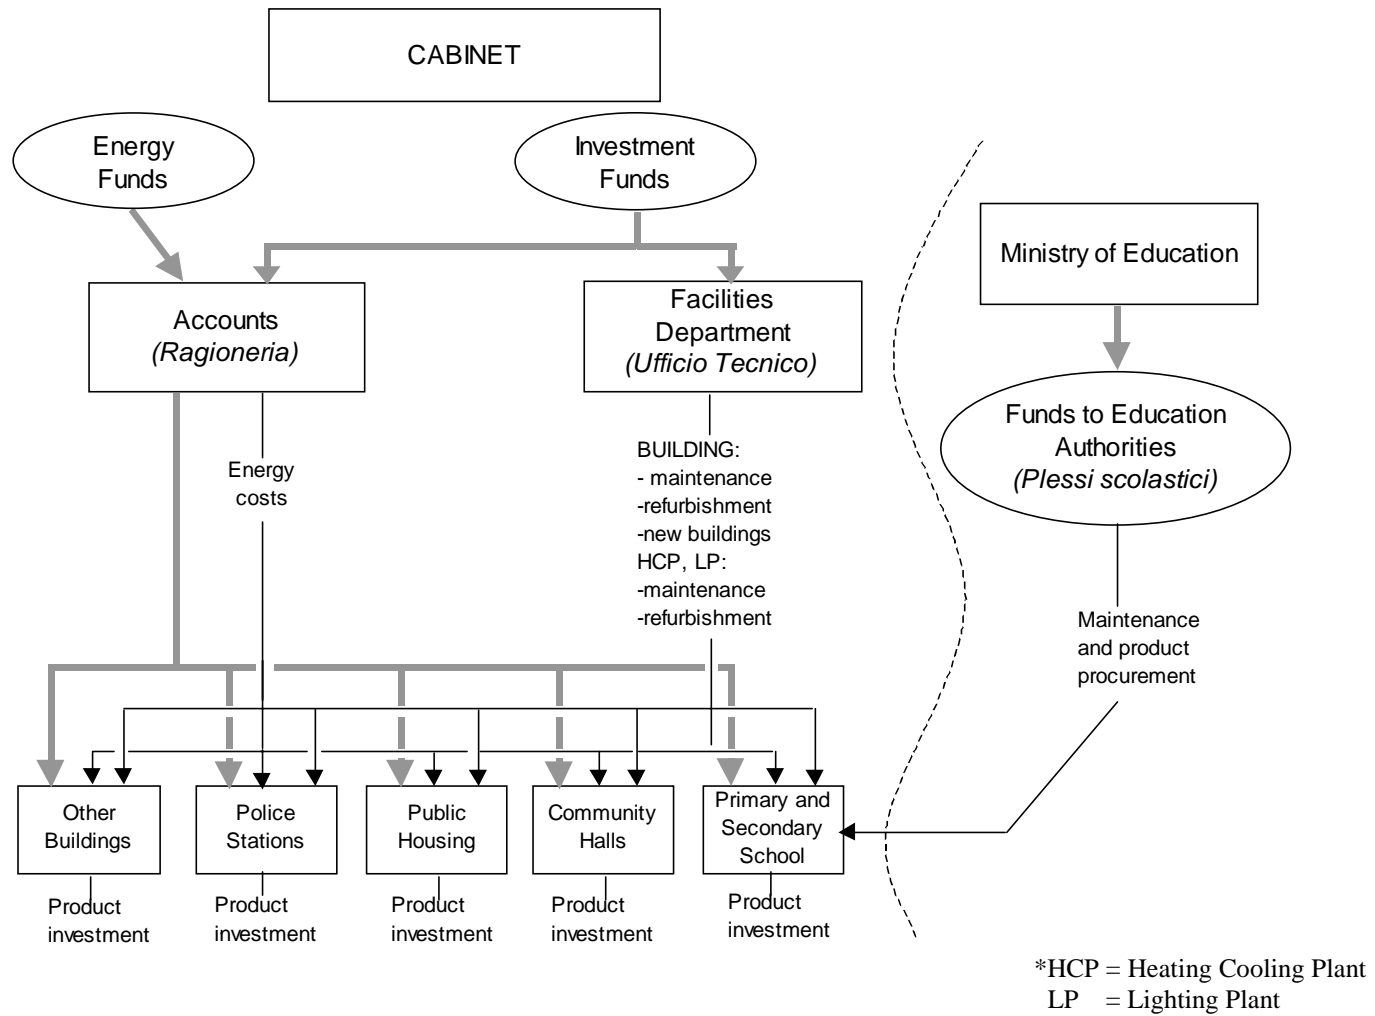 CABINET
Energy
Funds
Investment
Funds
Ministry of Education
Accounts
(Ragioneria)
Facilities
Department
(Ufficio Tecnico)
Funds to Education
Authorities
(Plessi scolastici)
Energy
costs
BUILDING:
- maintenance
-refurbishment
-new buildings
HCP, LP:
-maintenance
-refurbishment
Maintenance
and product
procurement
Other
Buildings
Police
Stations
Public
Housing
Community
Halls
Primary and
Secondary
School
Product
investment
Product
investment
Product
investment
Product
investment
Product
investment
*HCP = Heating Cooling Plant
LP = Lighting Plant